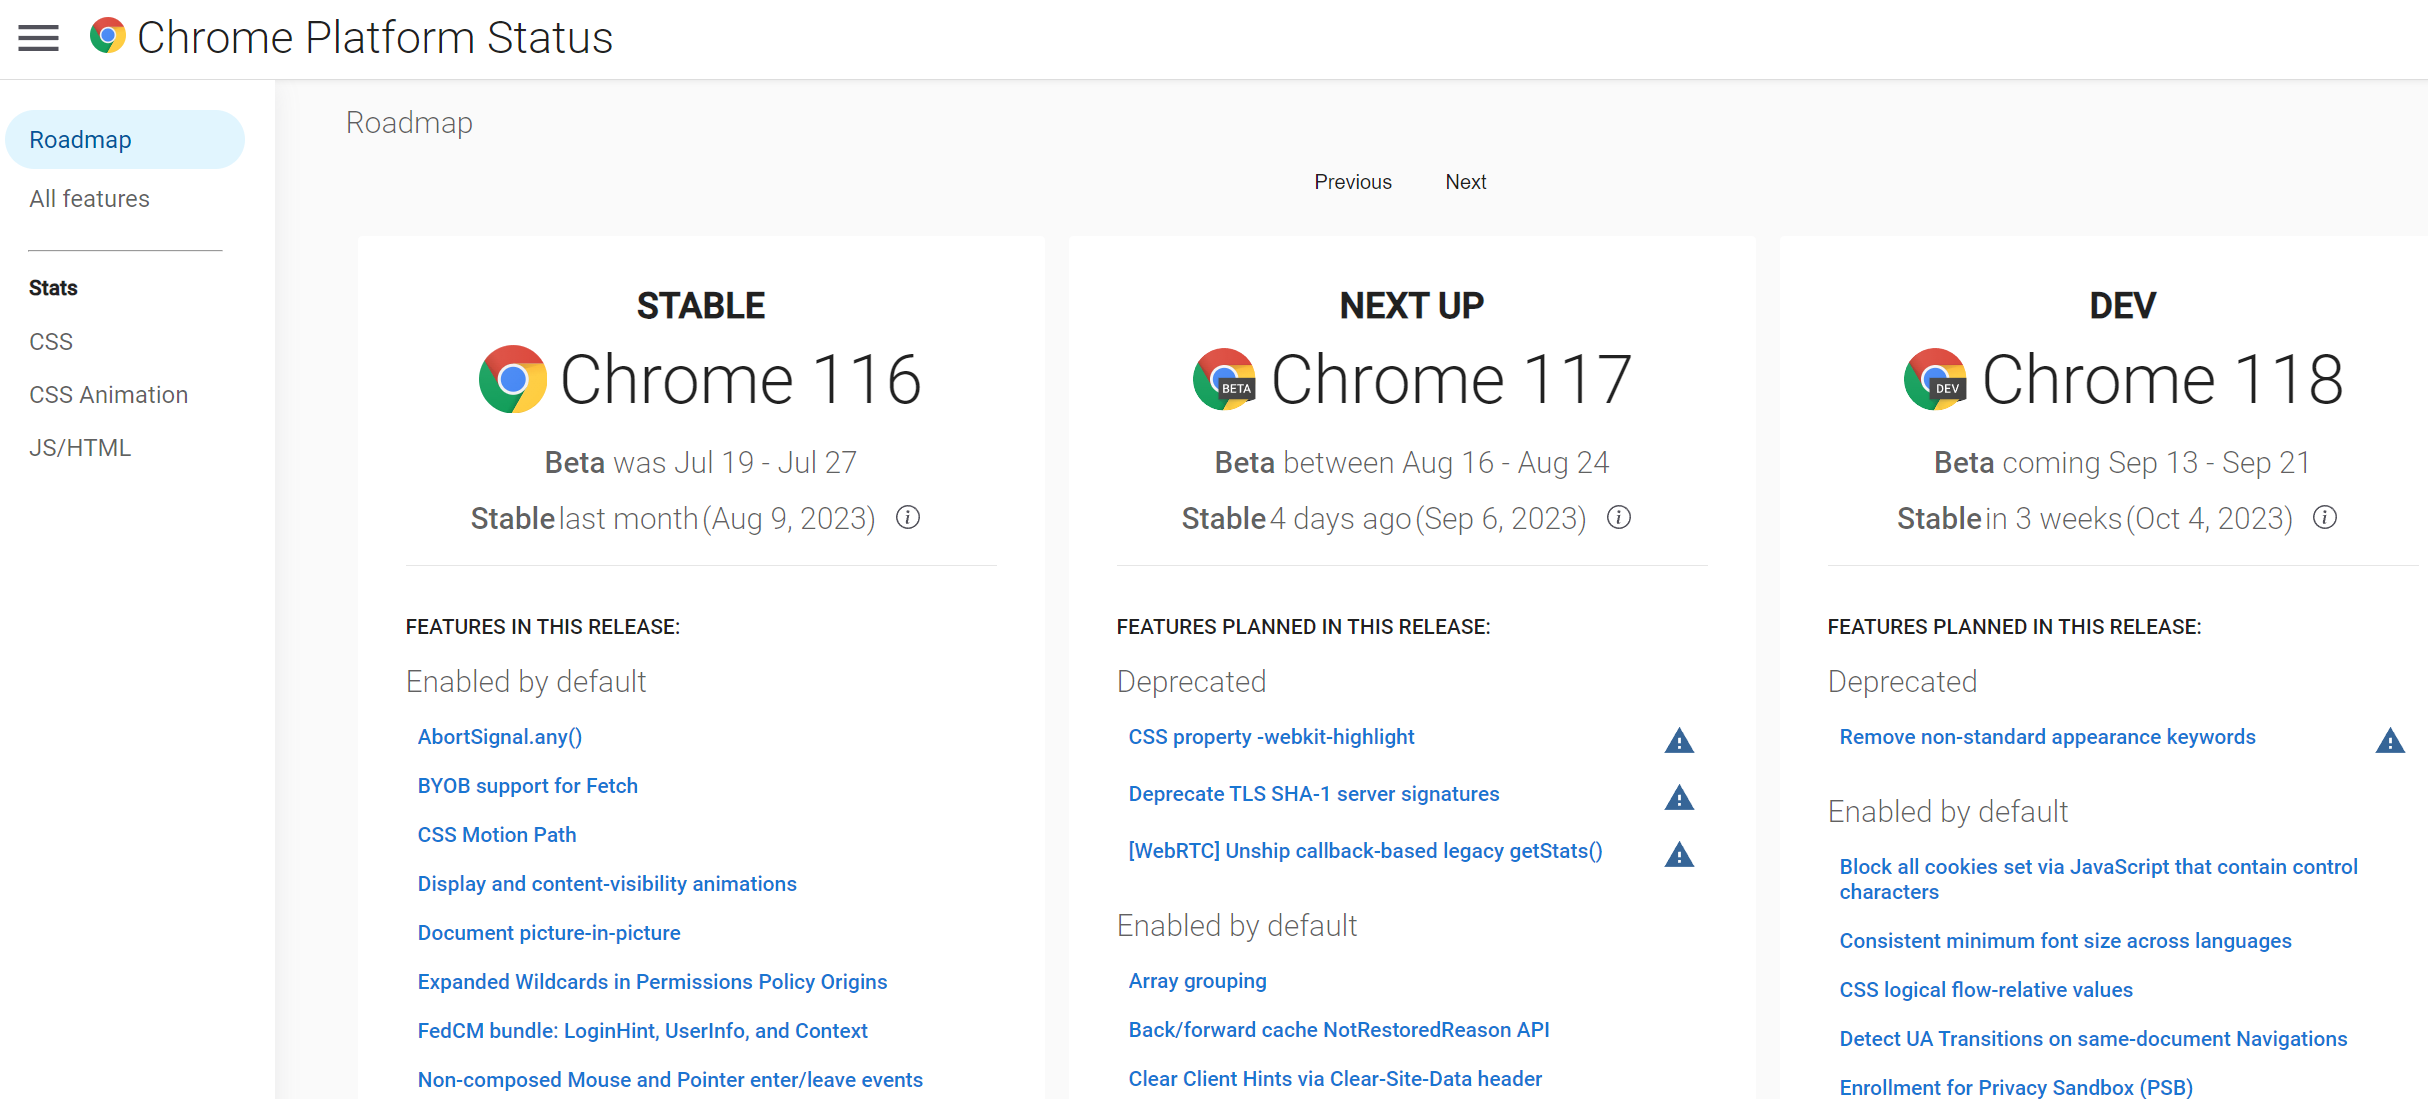 Chrome Platform Status
Roadmap
All features
Stats
CSS
CSS Animation
JS/HTML
Roadmap
Previous Next
STABLE
Chrome 116
Beta was Jul 19 - Jul 27
Stable last month (Aug 9, 2023)
FEATURES IN THIS RELEASE:
Enabled by default
AbortSignal.any()
BYOB support for Fetch
CSS Motion Path
Display and content-visibility animations
Document picture-in-picture
Expanded Wildcards in Permissions Policy Origins
FedCM bundle: LoginHint, UserInfo, and Context
Non-composed Mouse and Pointer enter/leave events
NEXT UP
BETA
Chrome 117
Beta between Aug 16 - Aug 24
Stable 4 days ago (Sep 6, 2023)
FEATURES PLANNED IN THIS RELEASE:
Deprecated
CSS property -webkit-highlight
Deprecate TLS SHA-1 server signatures
[WebRTC] Unship callback-based legacy getStats()
Enabled by default
Array grouping
Back/forward cache NotRestoredReason API
Clear Client Hints via Clear-Site-Data header
DEV
DEV
Chrome 118
Beta coming Sep 13 - Sep 21
Stable in 3 weeks (Oct 4, 2023)
FEATURES PLANNED IN THIS RELEASE:
Deprecated
Remove non-standard appearance keywords
Enabled by default
Block all cookies set via JavaScript that contain control
characters
Consistent minimum font size across languages
CSS logical flow-relative values
Detect UA Transitions on same-document Navigations
Enrollment for Privacy Sandbox (PSB)